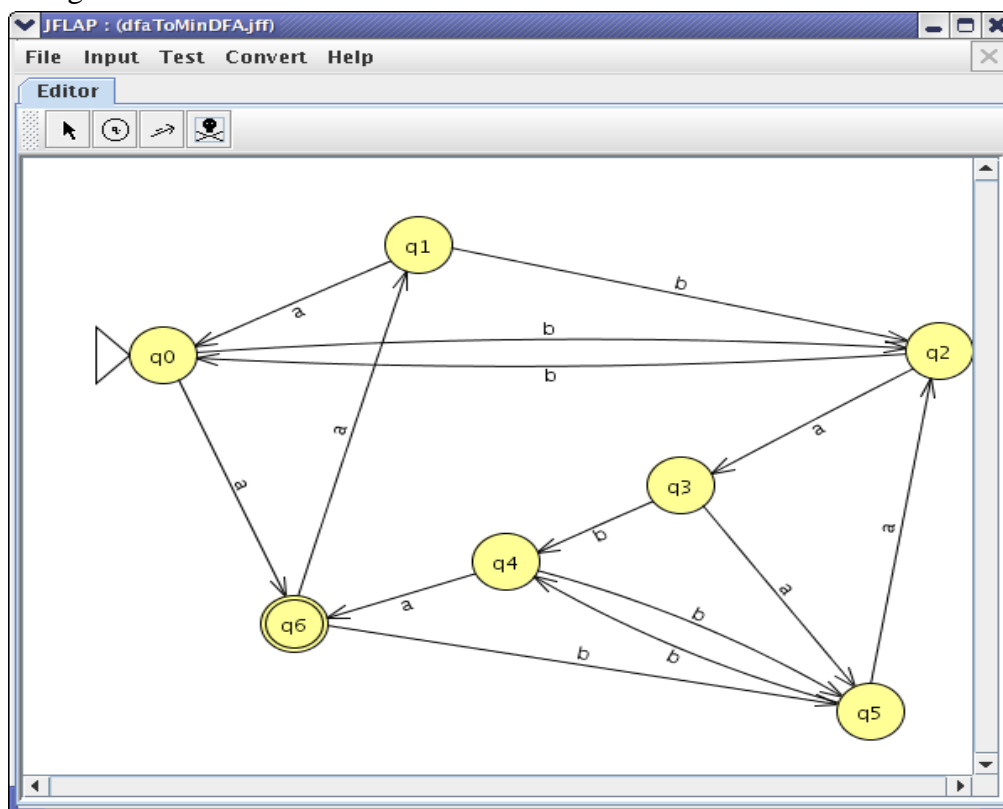 JFLAP : (dfaToMinDFA.jff)
File Input Test Convert Help
Editor
q1
b
a
b
q0
q2
b
a
a
a
q3
a
b
q4
a
a
b
q6
b
b
q5